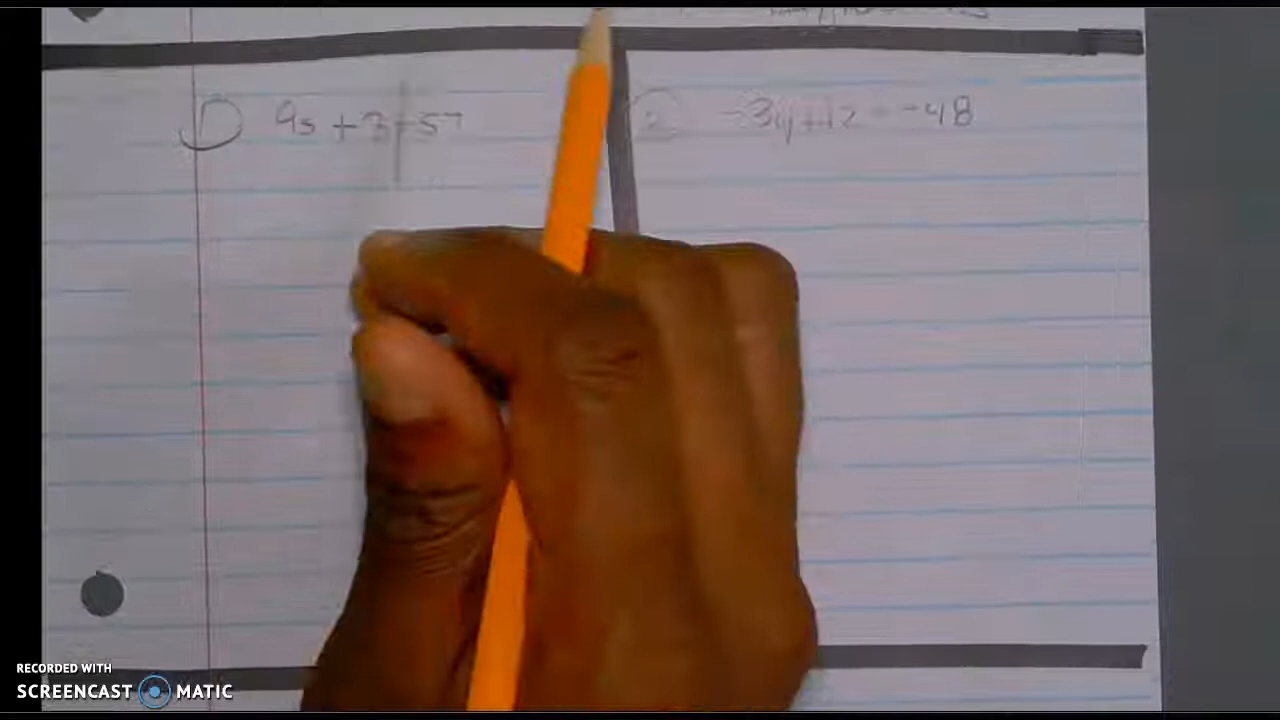 ① 9s + 3 = 57
② -3y + 12 = -48
RECORDED WITH
SCREENCAST MATIC